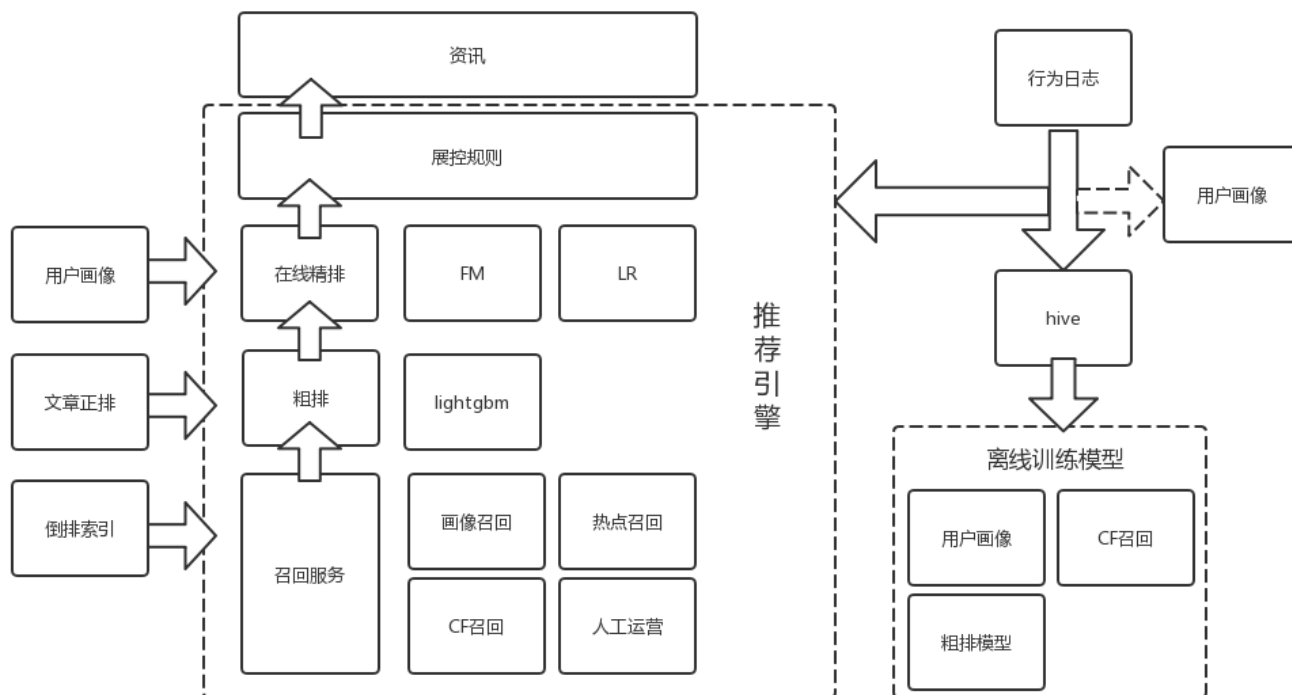 资讯
行为日志
展控规则
用户画像
用户画像
在线精排
FM
LR
推荐引擎
hive
文章正排
粗排
lightgbm
离线训练模型
倒排索引
召回服务
画像召回
热点召回
用户画像
CF召回
CF召回
人工运营
粗排模型